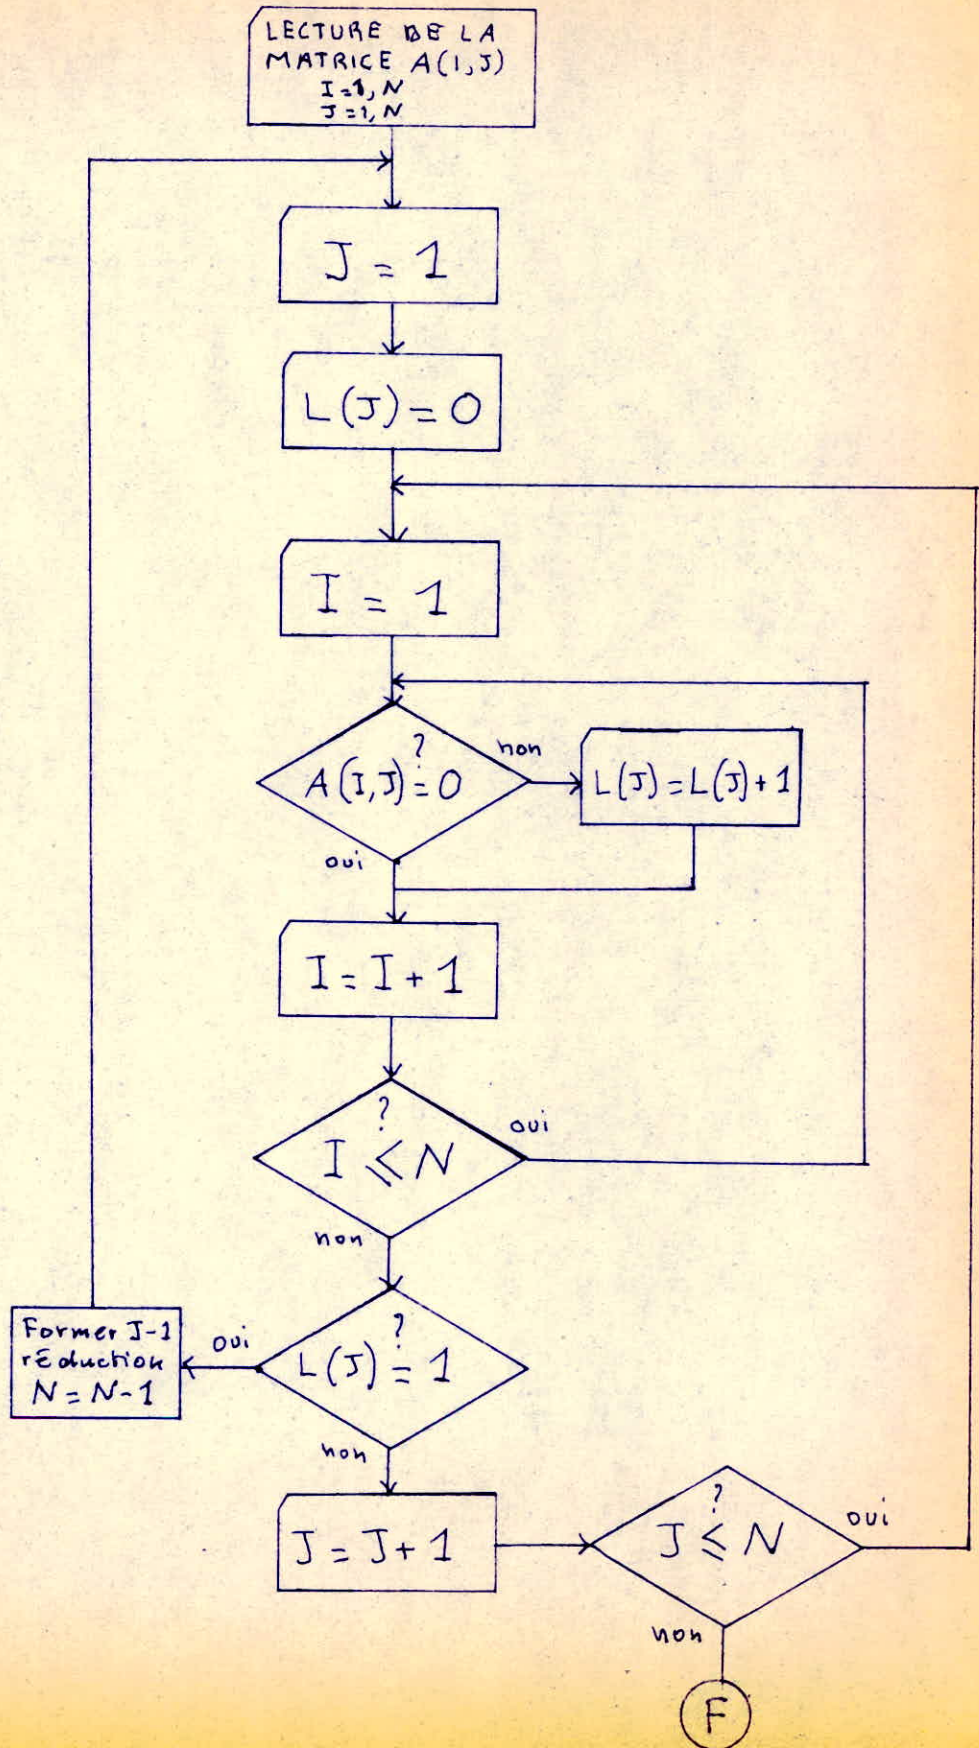 LECTURE DE LA
MATRICE A(I,J)
I=1,N
J=1,N
J = 1
L(J) = 0
I = 1
?
A(I,J) = 0
non
L(J) = L(J) + 1
oui
I = I + 1
?
I ≤ N
oui
non
?
L(J) = 1
oui
Former J-1
réduction
N = N-1
non
J = J + 1
?
J ≤ N
oui
non
F